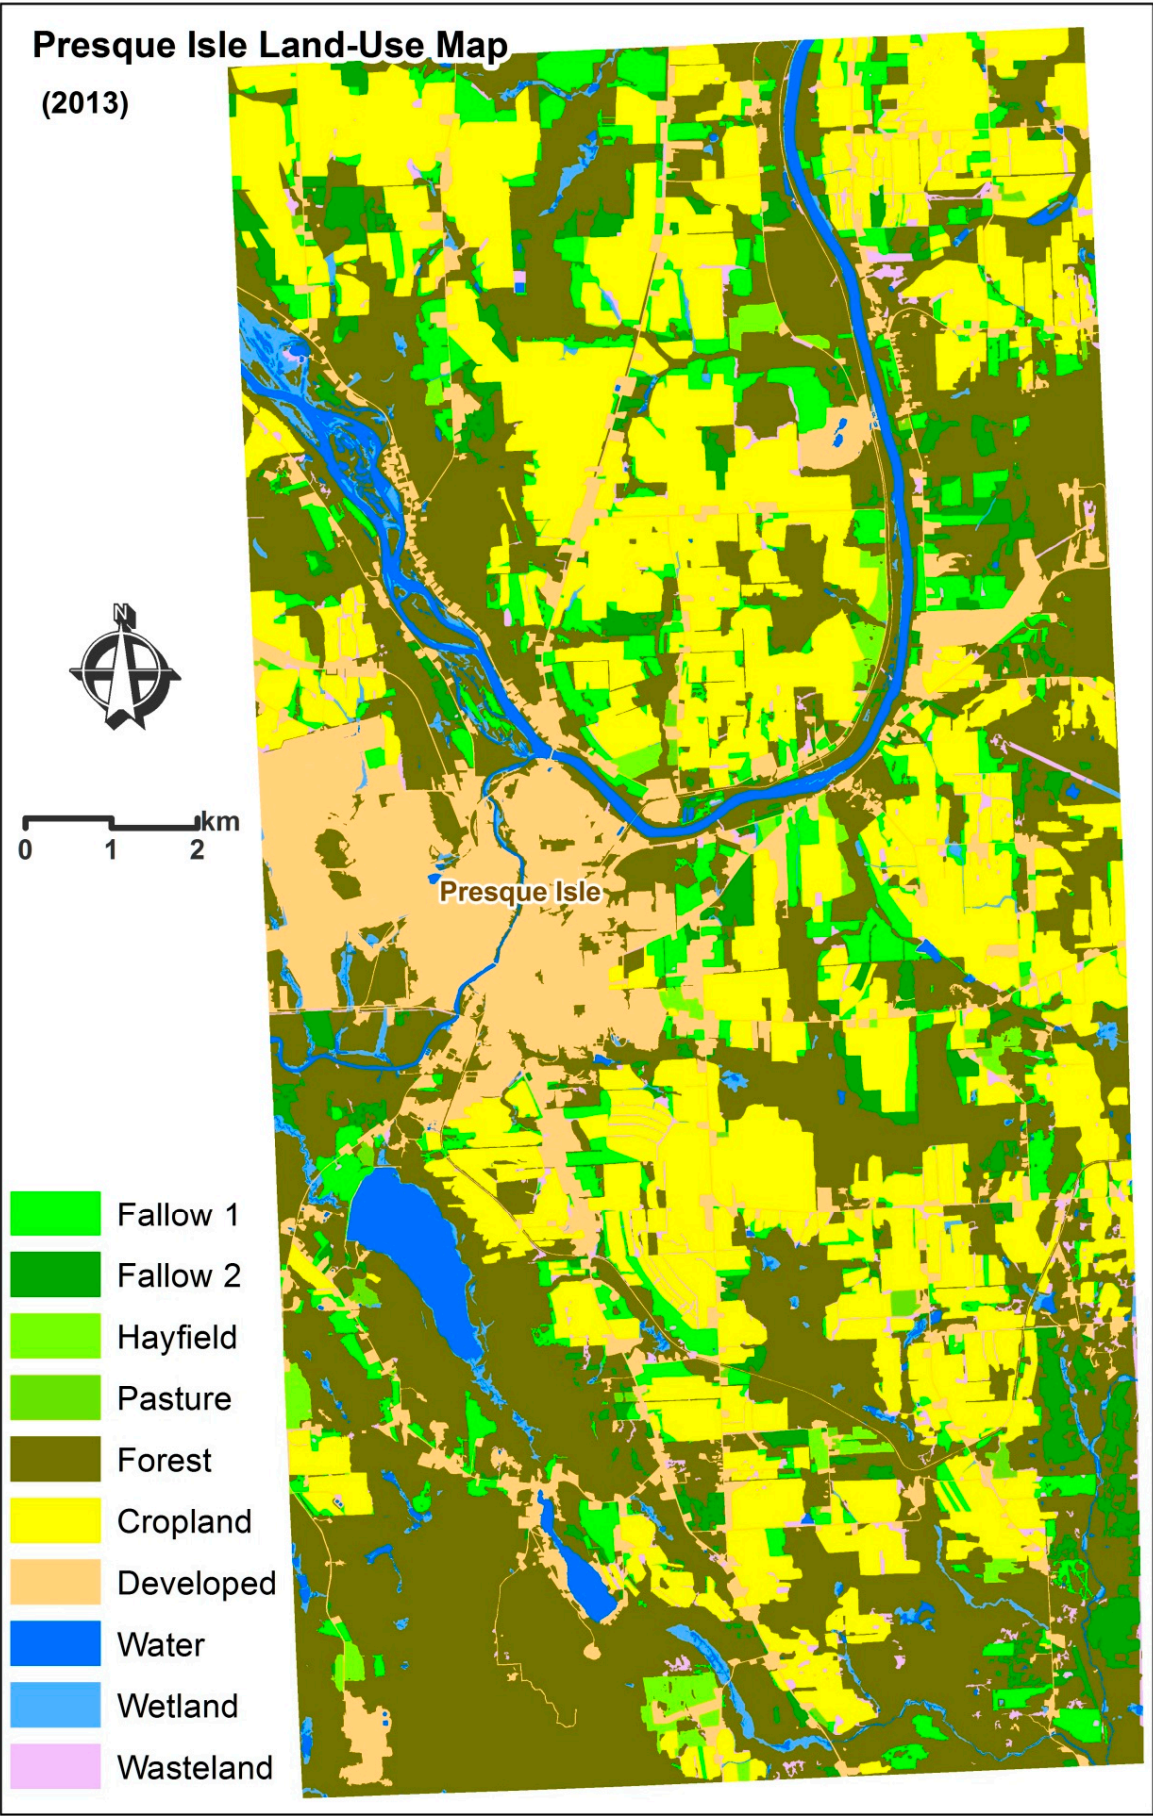 Presque Isle Land-Use Map
(2013)
N
km
0 1 2
Presque Isle
Fallow 1
Fallow 2
Hayfield
Pasture
Forest
Cropland
Developed
Water
Wetland
Wasteland